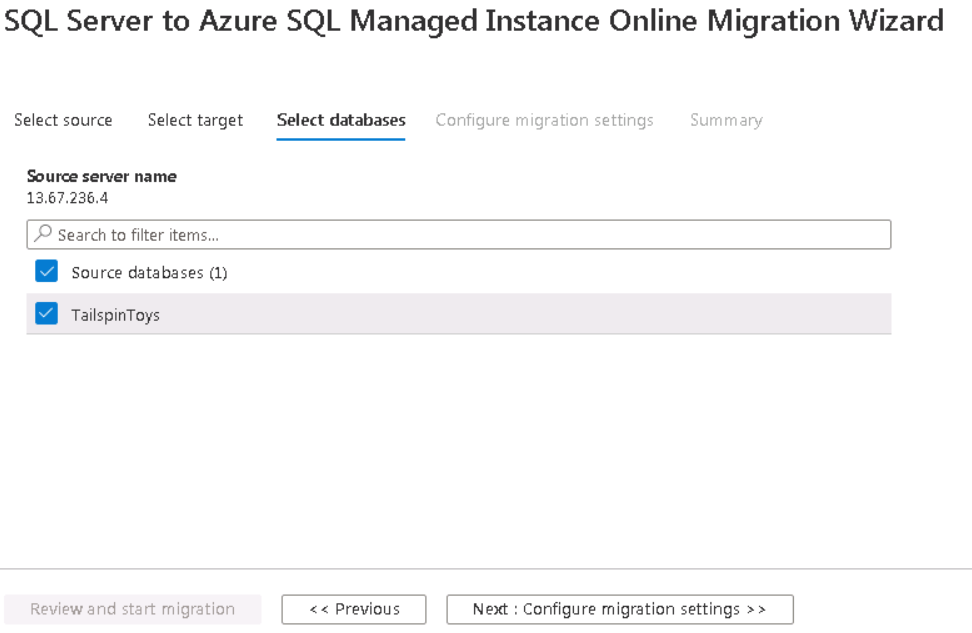 SQL Server to Azure SQL Managed Instance Online Migration Wizard
Select source Select target Select databases Configure migration settings Summary
Source server name
13.67.236.4
Search to filter items...
Source databases (1)
TailspinToys
Review and start migration << Previous Next : Configure migration settings >>